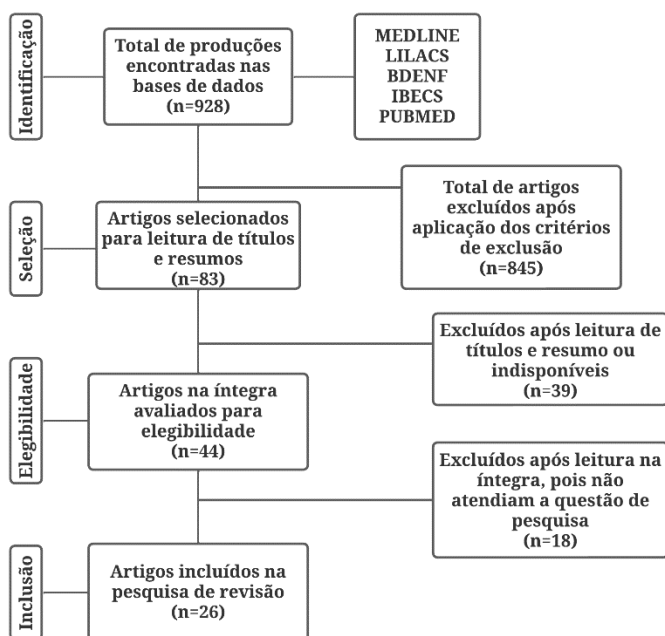 Identificação
Total de produções
encontradas nas
bases de dados
(n=928)
MEDLINE
LILACS
BDENF
IBECS
PUBMED
Seleção
Artigos selecionados
para leitura de títulos
e resumos
(n=83)
Total de artigos
excluídos após
aplicação dos critérios
de exclusão
(n=845)
Elegibilidade
Artigos na íntegra
avaliados para
elegibilidade
(n=44)
Excluídos após leitura de
títulos e resumo ou
indisponíveis
(n=39)
Excluídos após leitura na
íntegra, pois não
atendiam a questão de
pesquisa
(n=18)
Inclusão
Artigos incluídos na
pesquisa de revisão
(n=26)